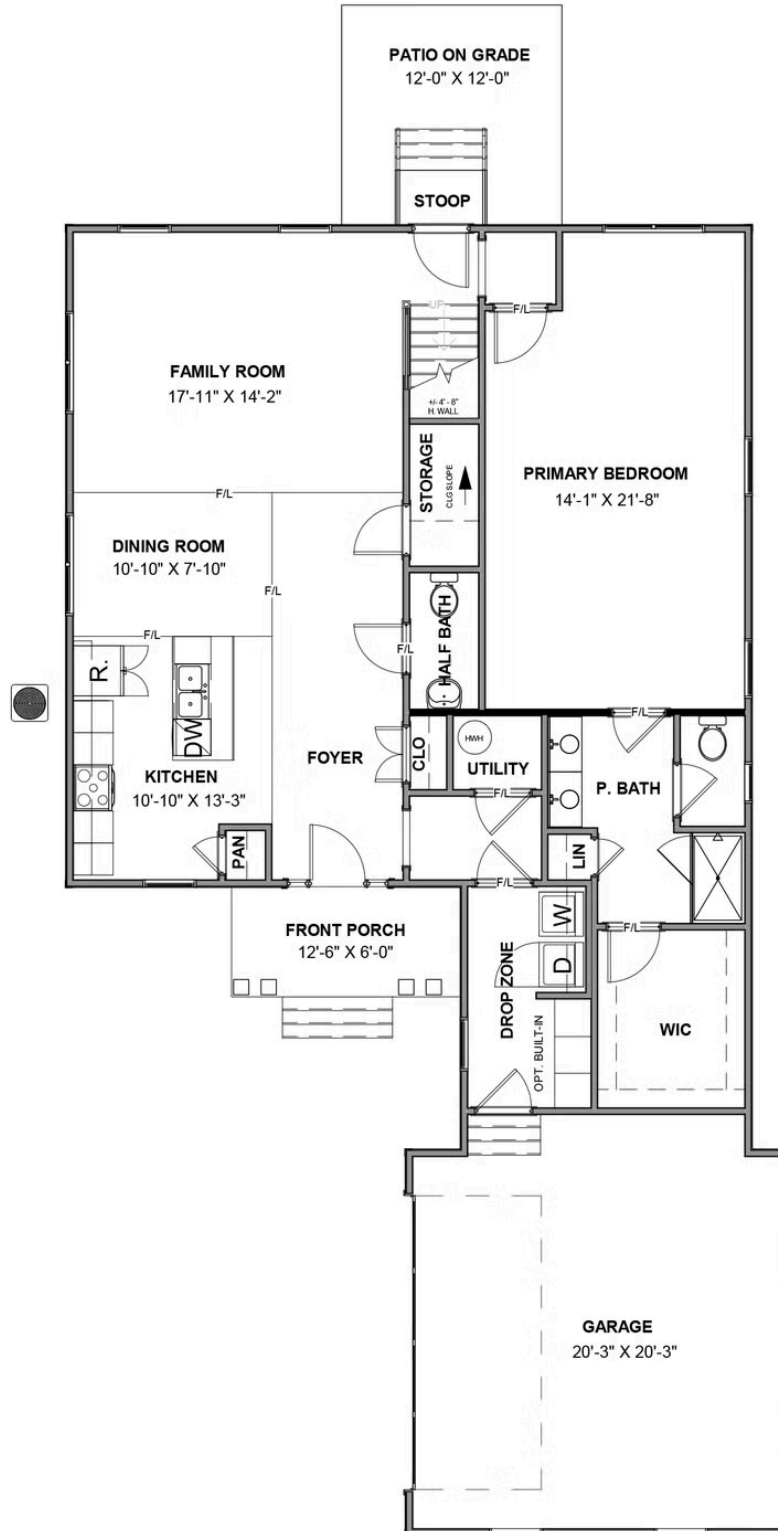 PATIO ON GRADE
12'-0" X 12'-0"
STOOP
UP
F/L
FAMILY ROOM
17'-11" X 14'-2"
+/- 4' - 8"
H. WALL
STORAGE
CLG SLOPE
PRIMARY BEDROOM
14'-1" X 21'-8"
F/L
DINING ROOM
10'-10" X 7'-10"
F/L
F/L
F/L
HALF BATH
R.
DW
F/L
FOYER
CLO
HWH
UTILITY
P. BATH
KITCHEN
10'-10" X 13'-3"
F/L
PAN
LIN
F/L
W
D
F/L
FRONT PORCH
12'-6" X 6'-0"
DROP ZONE
OPT. BUILT-IN
WIC
GARAGE
20'-3" X 20'-3"